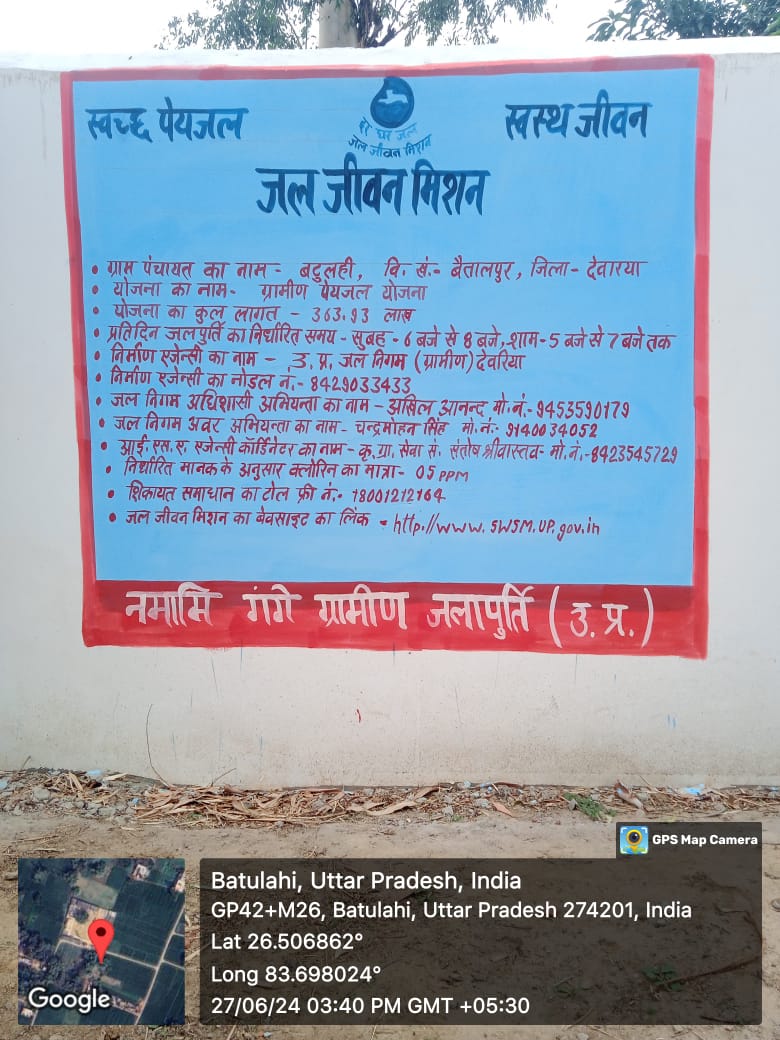 स्वच्छ पेयजल
हर घर जल
जल जीवन मिशन
स्वस्थ जीवन
जल जीवन मिशन
• ग्राम पंचायत का नाम - बटुलही, वि. खं.- बैतालपुर, जिला - देवारया
• योजना का नाम - ग्रामीण पेयजल योजना
• योजना का कुल लागत - 363.93 लाख
• प्रतिदिन जलपुर्ति का निर्धारित समय - सुबह - 6 बजे से 8 बजे, शाम - 5 बजे से 7 बजे तक
• निर्माण एजेन्सी का नाम - उ. प्र. जल निगम (ग्रामीण) देवरिया
• निर्माण एजेन्सी का नोडल नं.- 8429033433
• जल निगम अधिशासी अभियन्ता का नाम - अखिल आनन्द मो. नं.- 9453590179
• जल निगम अवर अभियन्ता का नाम - चन्द्रमोहन सिंह मो. नं.- 9140034052
• आई. एस. ए. एजेन्सी कॉर्डिनेटर का नाम - कृ. ग्रा. सेवा सं. संतोष श्रीवास्तव - मो. नं.- 8423545729
• निर्धारित मानक के अनुसार क्लोरिन का मात्रा - 05 PPM
• शिकायत समाधान का टोल फ्री नं.- 18001212164
• जल जीवन मिशन का बेवसाइट का लिंक - http://www.SWSM.UP.gov.in
नमामि गंगे ग्रामीण जलापुर्ति (उ. प्र.)
GPS Map Camera
Batulahi, Uttar Pradesh, India
GP42+M26, Batulahi, Uttar Pradesh 274201, India
Lat 26.506862°
Long 83.698024°
27/06/24 03:40 PM GMT +05:30
Google